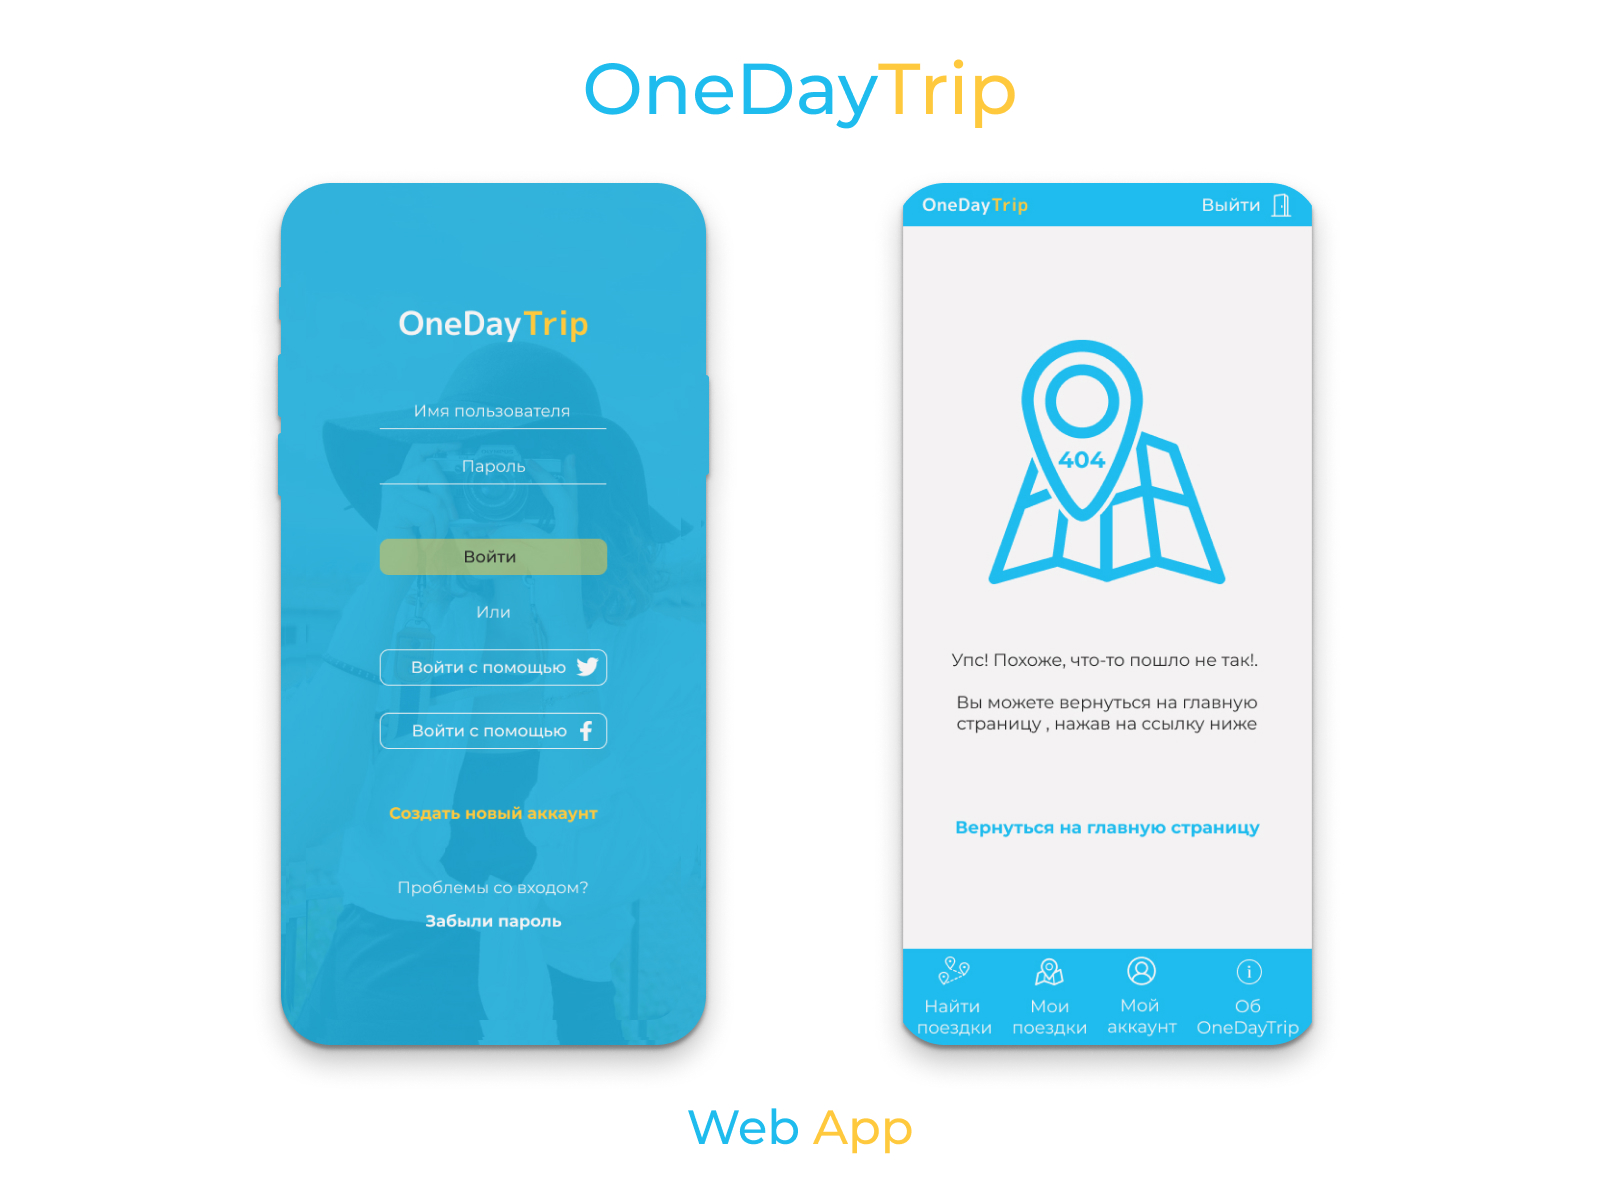 OneDayTrip
OneDayTrip
Имя пользователя
Пароль
Войти
Или
Войти с помощью
Войти с помощью
Создать новый аккаунт
Проблемы со входом?
Забыли пароль
OneDayTrip
Выйти
404
Упс! Похоже, что-то пошло не так!.
Вы можете вернуться на главную
страницу , нажав на ссылку ниже
Вернуться на главную страницу
Найти
поездки
Мои
поездки
Мой
аккаунт
Об
OneDayTrip
Web App